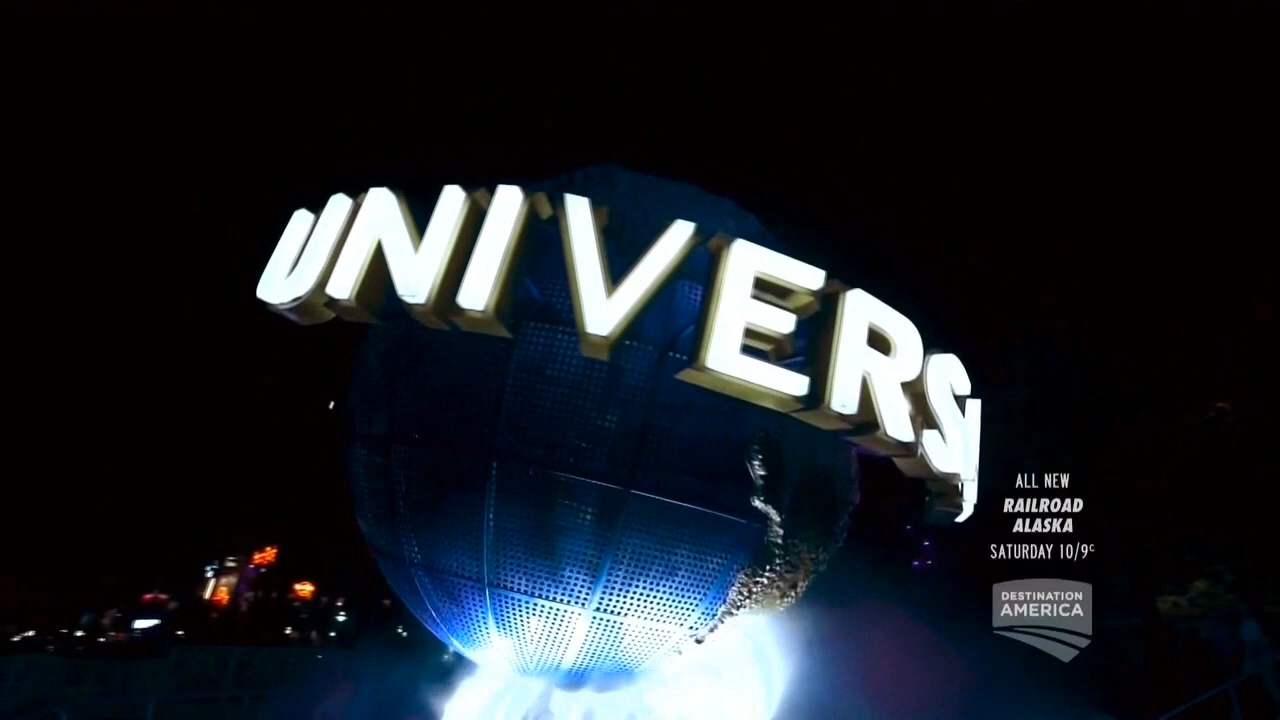 UNIVERS
ALL NEW
RAILROAD
ALASKA
SATURDAY 10/9c
DESTINATION
AMERICA